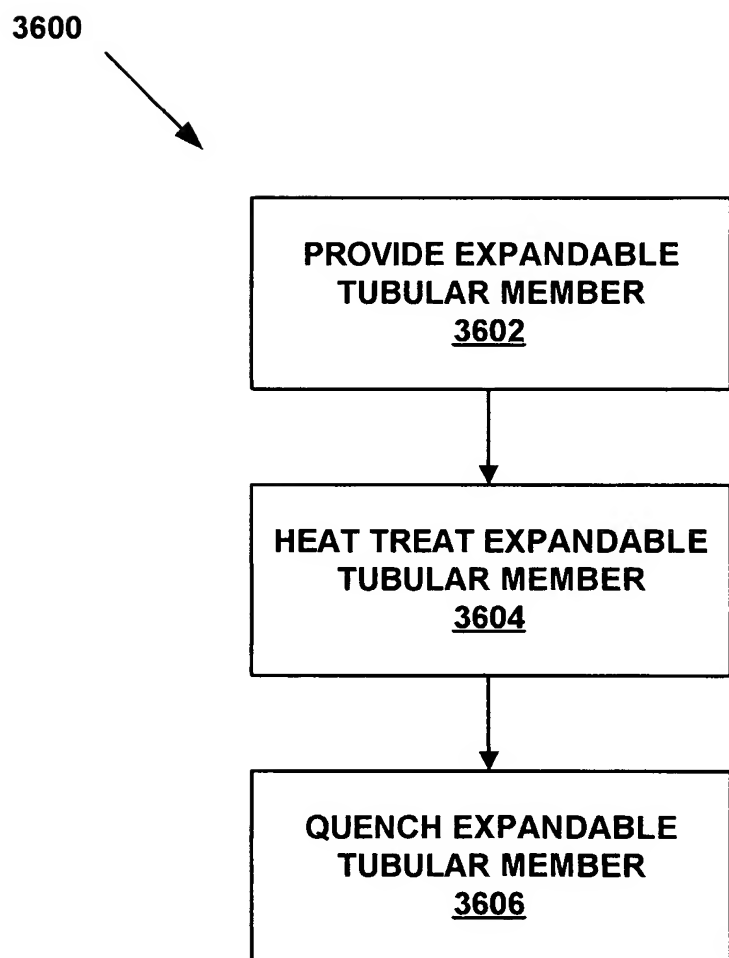 3600
PROVIDE EXPANDABLE
TUBULAR MEMBER
3602
HEAT TREAT EXPANDABLE
TUBULAR MEMBER
3604
QUENCH EXPANDABLE
TUBULAR MEMBER
3606